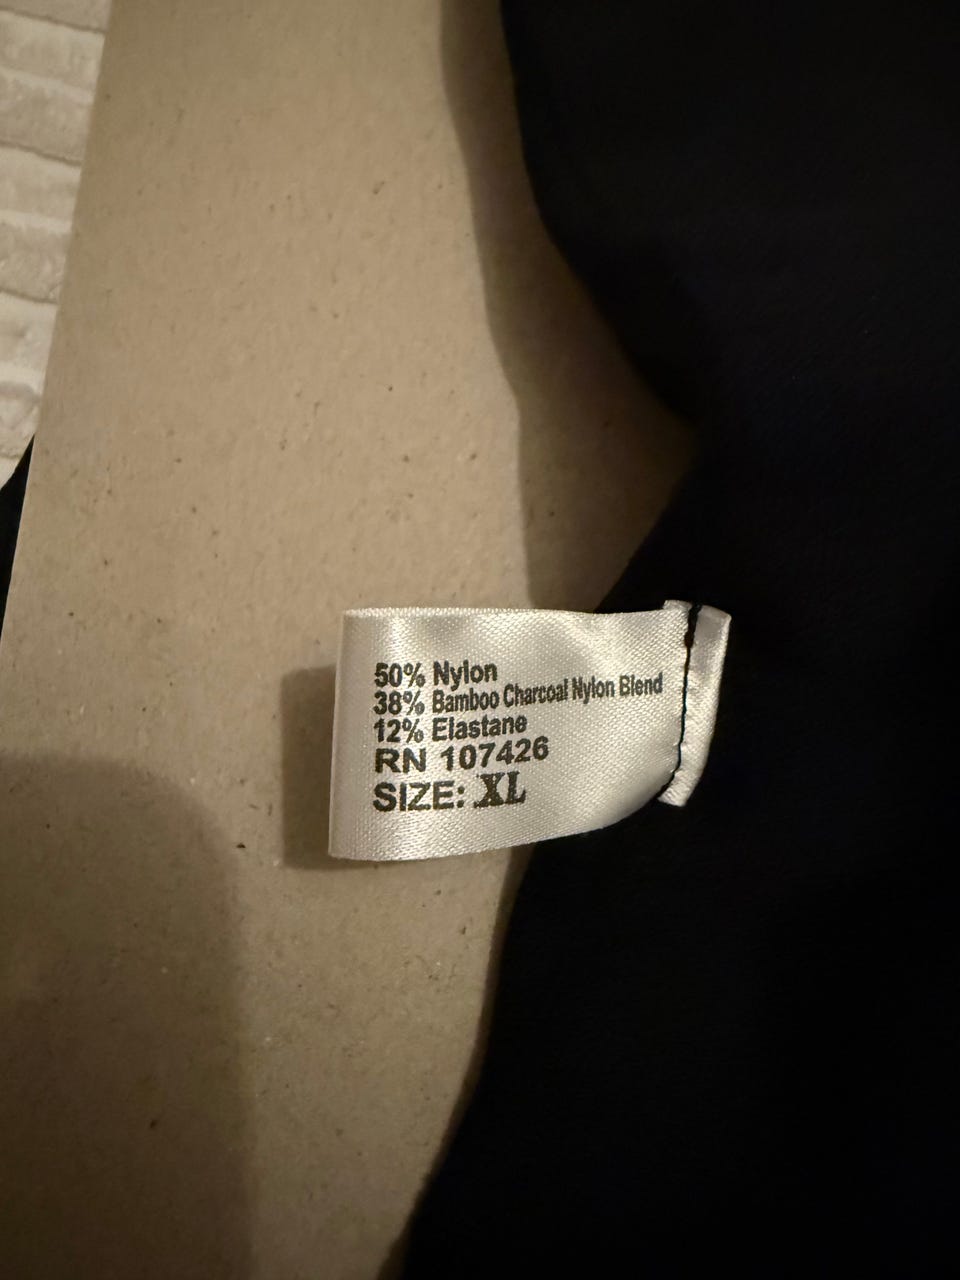 50% Nylon
38% Bamboo Charcoal Nylon Blend
12% Elastane
RN 107426
SIZE: XL